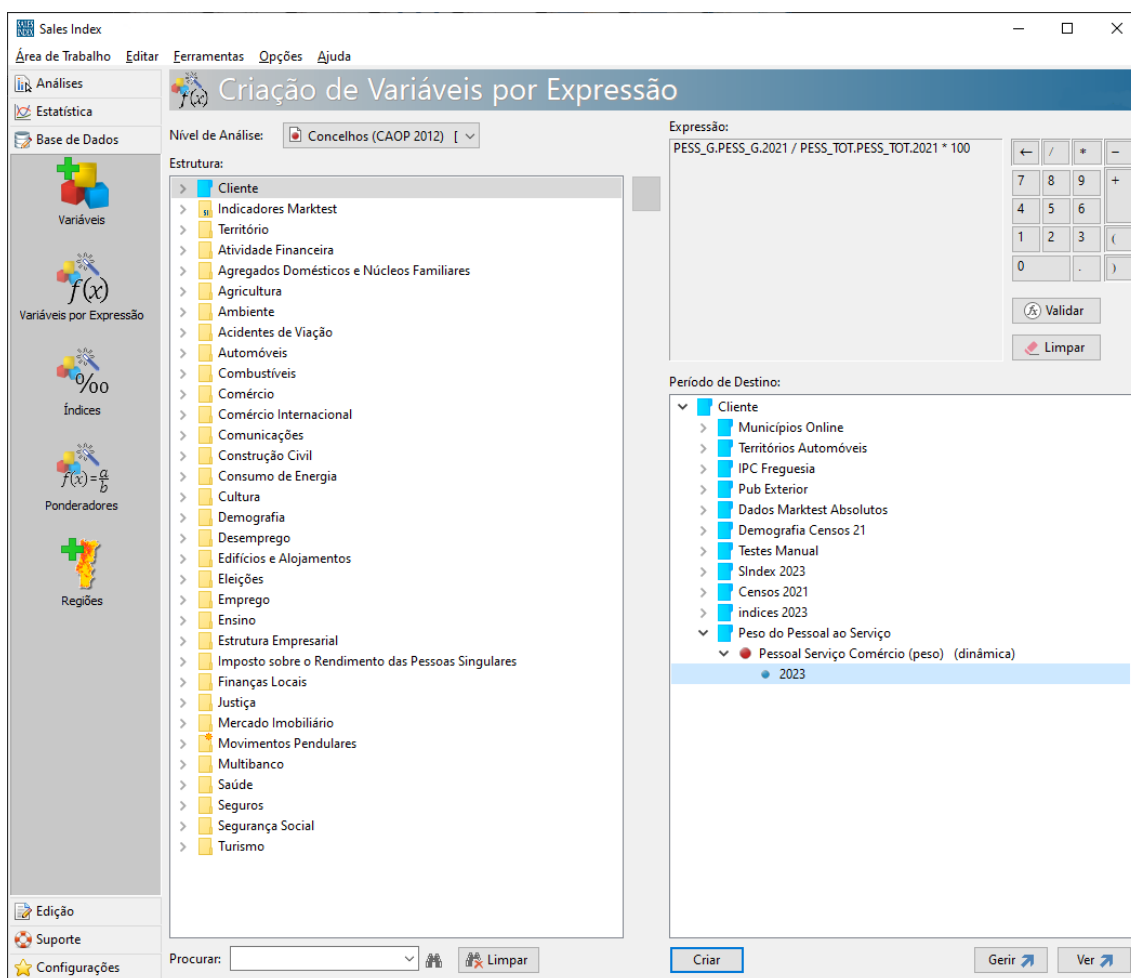 SALES INDEX Sales Index
Área de Trabalho Editar Ferramentas Opções Ajuda
Análises
Estatística
Base de Dados
Variáveis
f(x)
Variáveis por Expressão
%00
Índices
f(x)=a/b
Ponderadores
Regiões
Edição
Suporte
Configurações
f(x) Criação de Variáveis por Expressão
Nível de Análise: Concelhos (CAOP 2012) [
Estrutura:
Cliente
SI Indicadores Marktest
Território
Atividade Financeira
Agregados Domésticos e Núcleos Familiares
Agricultura
Ambiente
Acidentes de Viação
Automóveis
Combustíveis
Comércio
Comércio Internacional
Comunicações
Construção Civil
Consumo de Energia
Cultura
Demografia
Desemprego
Edifícios e Alojamentos
Eleições
Emprego
Ensino
Estrutura Empresarial
Imposto sobre o Rendimento das Pessoas Singulares
Finanças Locais
Justiça
Mercado Imobiliário
Movimentos Pendulares
Multibanco
Saúde
Seguros
Segurança Social
Turismo
Procurar: Limpar
Expressão:
PESS_G.PESS_G.2021 / PESS_TOT.PESS_TOT.2021 * 100
← / * −
7 8 9 +
4 5 6
1 2 3 (
0 . )
fx Validar
Limpar
Período de Destino:
Cliente
Municípios Online
Territórios Automóveis
IPC Freguesia
Pub Exterior
Dados Marktest Absolutos
Demografia Censos 21
Testes Manual
SIndex 2023
Censos 2021
indices 2023
Peso do Pessoal ao Serviço
Pessoal Serviço Comércio (peso) (dinâmica)
2023
Criar Gerir Ver